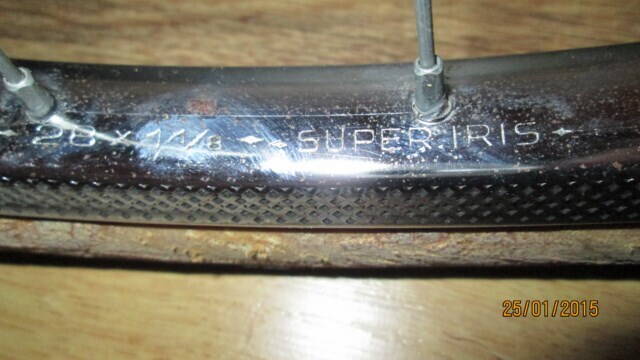 28 x 1 1/8 ✦ SUPER IRIS ✦
25/01/2015